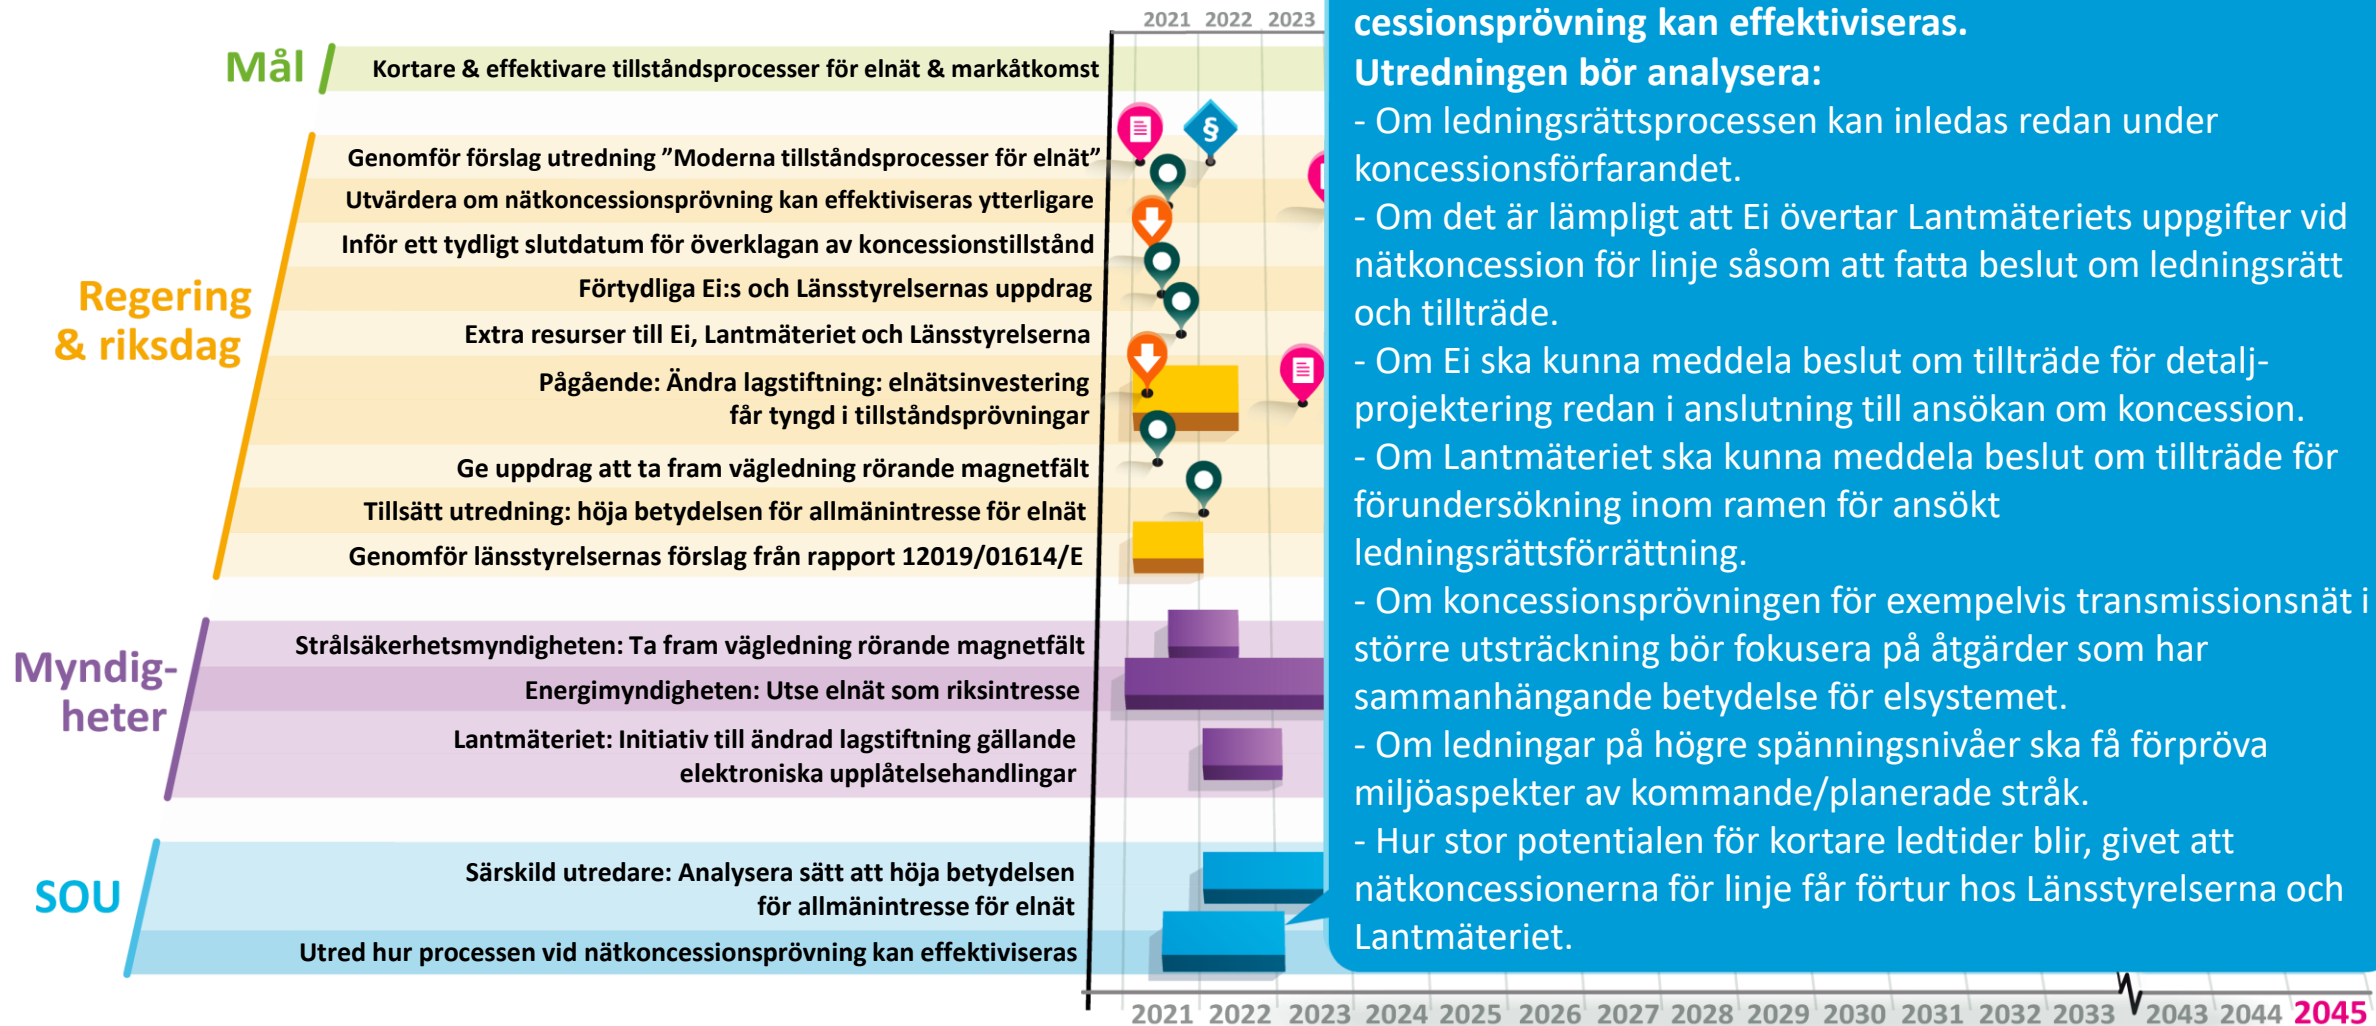 2021 2022 2023
Mål
Kortare & effektivare tillståndsprocesser för elnät & markåtkomst
§
Regering
& riksdag
Genomför förslag utredning ”Moderna tillståndsprocesser för elnät”
Utvärdera om nätkoncessionsprövning kan effektiviseras ytterligare
Inför ett tydligt slutdatum för överklagan av koncessionstillstånd
Förtydliga Ei:s och Länsstyrelsernas uppdrag
Extra resurser till Ei, Lantmäteriet och Länsstyrelserna
Pågående: Ändra lagstiftning: elnätsinvestering
får tyngd i tillståndsprövningar
Ge uppdrag att ta fram vägledning rörande magnetfält
Tillsätt utredning: höja betydelsen för allmänintresse för elnät
Genomför länsstyrelsernas förslag från rapport 12019/01614/E
Myndig-
heter
Strålsäkerhetsmyndigheten: Ta fram vägledning rörande magnetfält
Energimyndigheten: Utse elnät som riksintresse
Lantmäteriet: Initiativ till ändrad lagstiftning gällande
elektroniska upplåtelsehandlingar
SOU
Särskild utredare: Analysera sätt att höja betydelsen
för allmänintresse för elnät
Utred hur processen vid nätkoncessionsprövning kan effektiviseras
cessionsprövning kan effektiviseras.
Utredningen bör analysera:
- Om ledningsrättsprocessen kan inledas redan under
koncessionsförfarandet.
- Om det är lämpligt att Ei övertar Lantmäteriets uppgifter vid
nätkoncession för linje såsom att fatta beslut om ledningsrätt
och tillträde.
- Om Ei ska kunna meddela beslut om tillträde för detalj-
projektering redan i anslutning till ansökan om koncession.
- Om Lantmäteriet ska kunna meddela beslut om tillträde för
förundersökning inom ramen för ansökt
ledningsrättsförrättning.
- Om koncessionsprövningen för exempelvis transmissionsnät i
större utsträckning bör fokusera på åtgärder som har
sammanhängande betydelse för elsystemet.
- Om ledningar på högre spänningsnivåer ska få förpröva
miljöaspekter av kommande/planerade stråk.
- Hur stor potentialen för kortare ledtider blir, givet att
nätkoncessionerna för linje får förtur hos Länsstyrelserna och
Lantmäteriet.
2021 2022 2023 2024 2025 2026 2027 2028 2029 2030 2031 2032 2033 2043 2044 2045